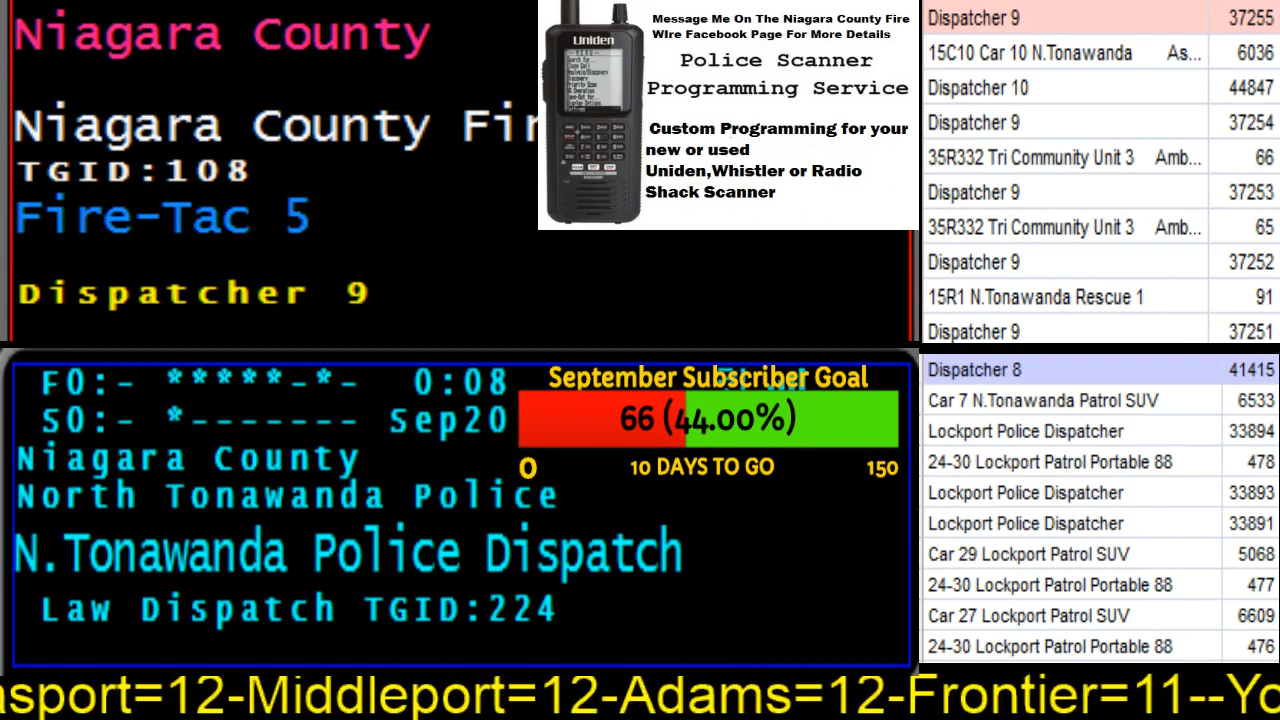 Niagara County
Niagara County Fir
TGID:108
Fire-Tac 5
Dispatcher 9
Uniden
Message Me On The Niagara County Fire
WIre Facebook Page For More Details
Police Scanner
Programming Service
Custom Programming for your
new or used
Uniden,Whistler or Radio
Shack Scanner
Dispatcher 9 37255
15C10 Car 10 N.Tonawanda As... 6036
Dispatcher 10 44847
Dispatcher 9 37254
35R332 Tri Community Unit 3 Amb... 66
Dispatcher 9 37253
35R332 Tri Community Unit 3 Amb... 65
Dispatcher 9 37252
15R1 N.Tonawanda Rescue 1 91
Dispatcher 9 37251
F0:- *****-*- 0:08
S0:- *------- Sep20
Niagara County
North Tonawanda Police
N.Tonawanda Police Dispatch
Law Dispatch TGID:224
September Subscriber Goal
66 (44.00%)
0 10 DAYS TO GO 150
Dispatcher 8 41415
Car 7 N.Tonawanda Patrol SUV 6533
Lockport Police Dispatcher 33894
24-30 Lockport Patrol Portable 88 478
Lockport Police Dispatcher 33893
Lockport Police Dispatcher 33891
Car 29 Lockport Patrol SUV 5068
24-30 Lockport Patrol Portable 88 477
Car 27 Lockport Patrol SUV 6609
24-30 Lockport Patrol Portable 88 476
asport=12-Middleport=12-Adams=12-Frontier=11--Yo